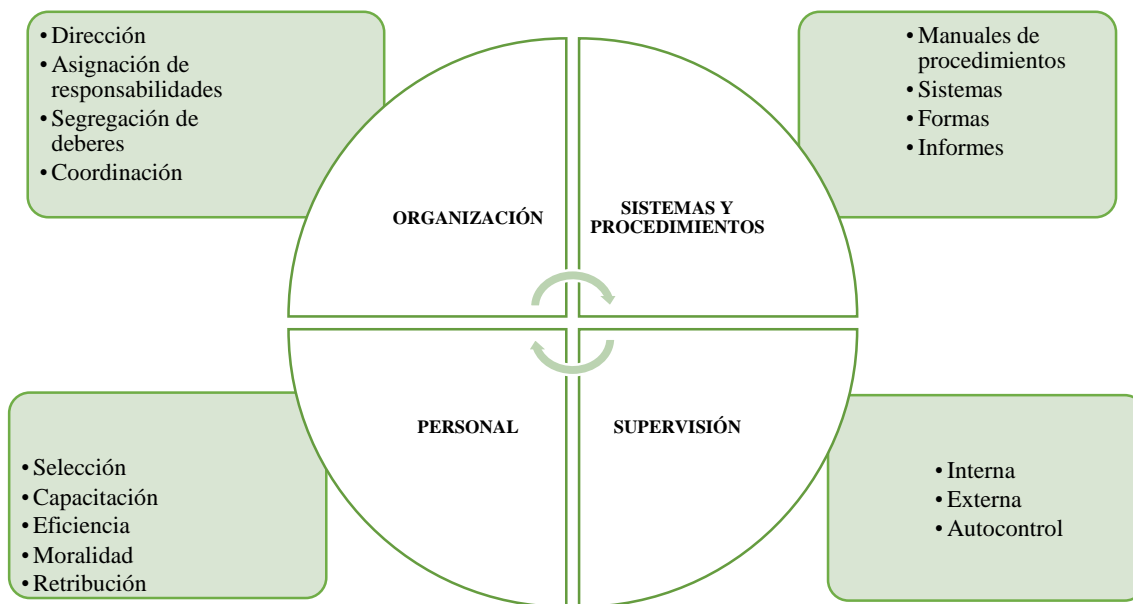 • Dirección
• Asignación de
responsabilidades
• Segregación de
deberes
• Coordinación
• Manuales de
procedimientos
• Sistemas
• Formas
• Informes
ORGANIZACIÓN
SISTEMAS Y
PROCEDIMIENTOS
PERSONAL
SUPERVISIÓN
• Selección
• Capacitación
• Eficiencia
• Moralidad
• Retribución
• Interna
• Externa
• Autocontrol